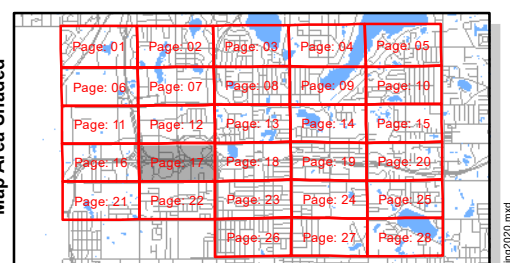 Page: 01 Page: 02 Page: 03 Page: 04 Page: 05
Page: 06 Page: 07 Page: 08 Page: 09 Page: 10
Page: 11 Page: 12 Page: 13 Page: 14 Page: 15
Page: 16 Page: 17 Page: 18 Page: 19 Page: 20
Page: 21 Page: 22 Page: 23 Page: 24 Page: 25
Page: 26 Page: 27 Page: 28
Map Area Shaded
ing2020.mxd